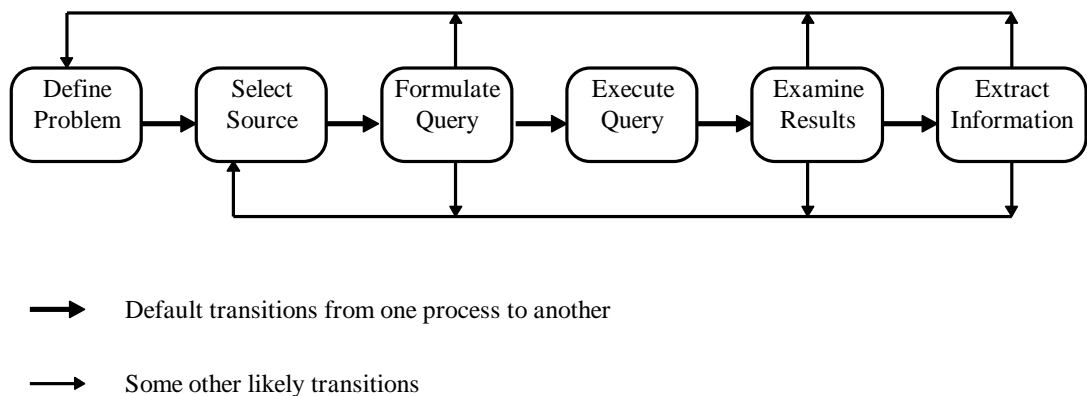 Define
Problem
Select
Source
Formulate
Query
Execute
Query
Examine
Results
Extract
Information
Default transitions from one process to another
Some other likely transitions